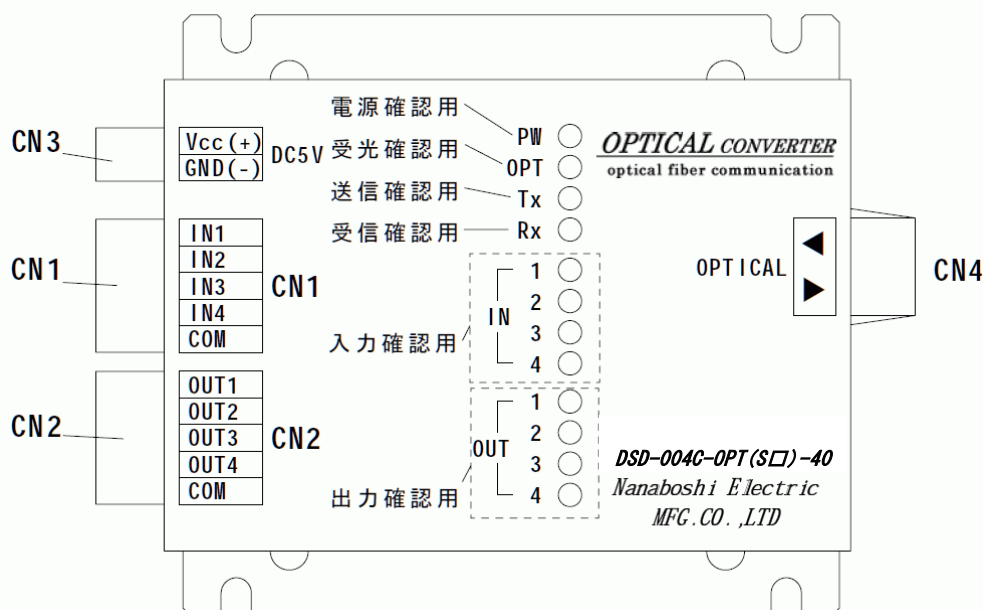 CN3
Vcc(+)
GND(-)
DC5V
CN1
IN1
IN2
IN3
IN4
COM
CN1
CN2
OUT1
OUT2
OUT3
OUT4
COM
CN2
電源確認用
PW
受光確認用
OPT
送信確認用
Tx
受信確認用
Rx
入力確認用
IN
1
2
3
4
出力確認用
OUT
1
2
3
4
OPTICAL CONVERTER
optical fiber communication
OPTICAL
◀
▶
CN4
DSD-004C-OPT(S□)-40
Nanaboshi Electric
MFG.CO.,LTD